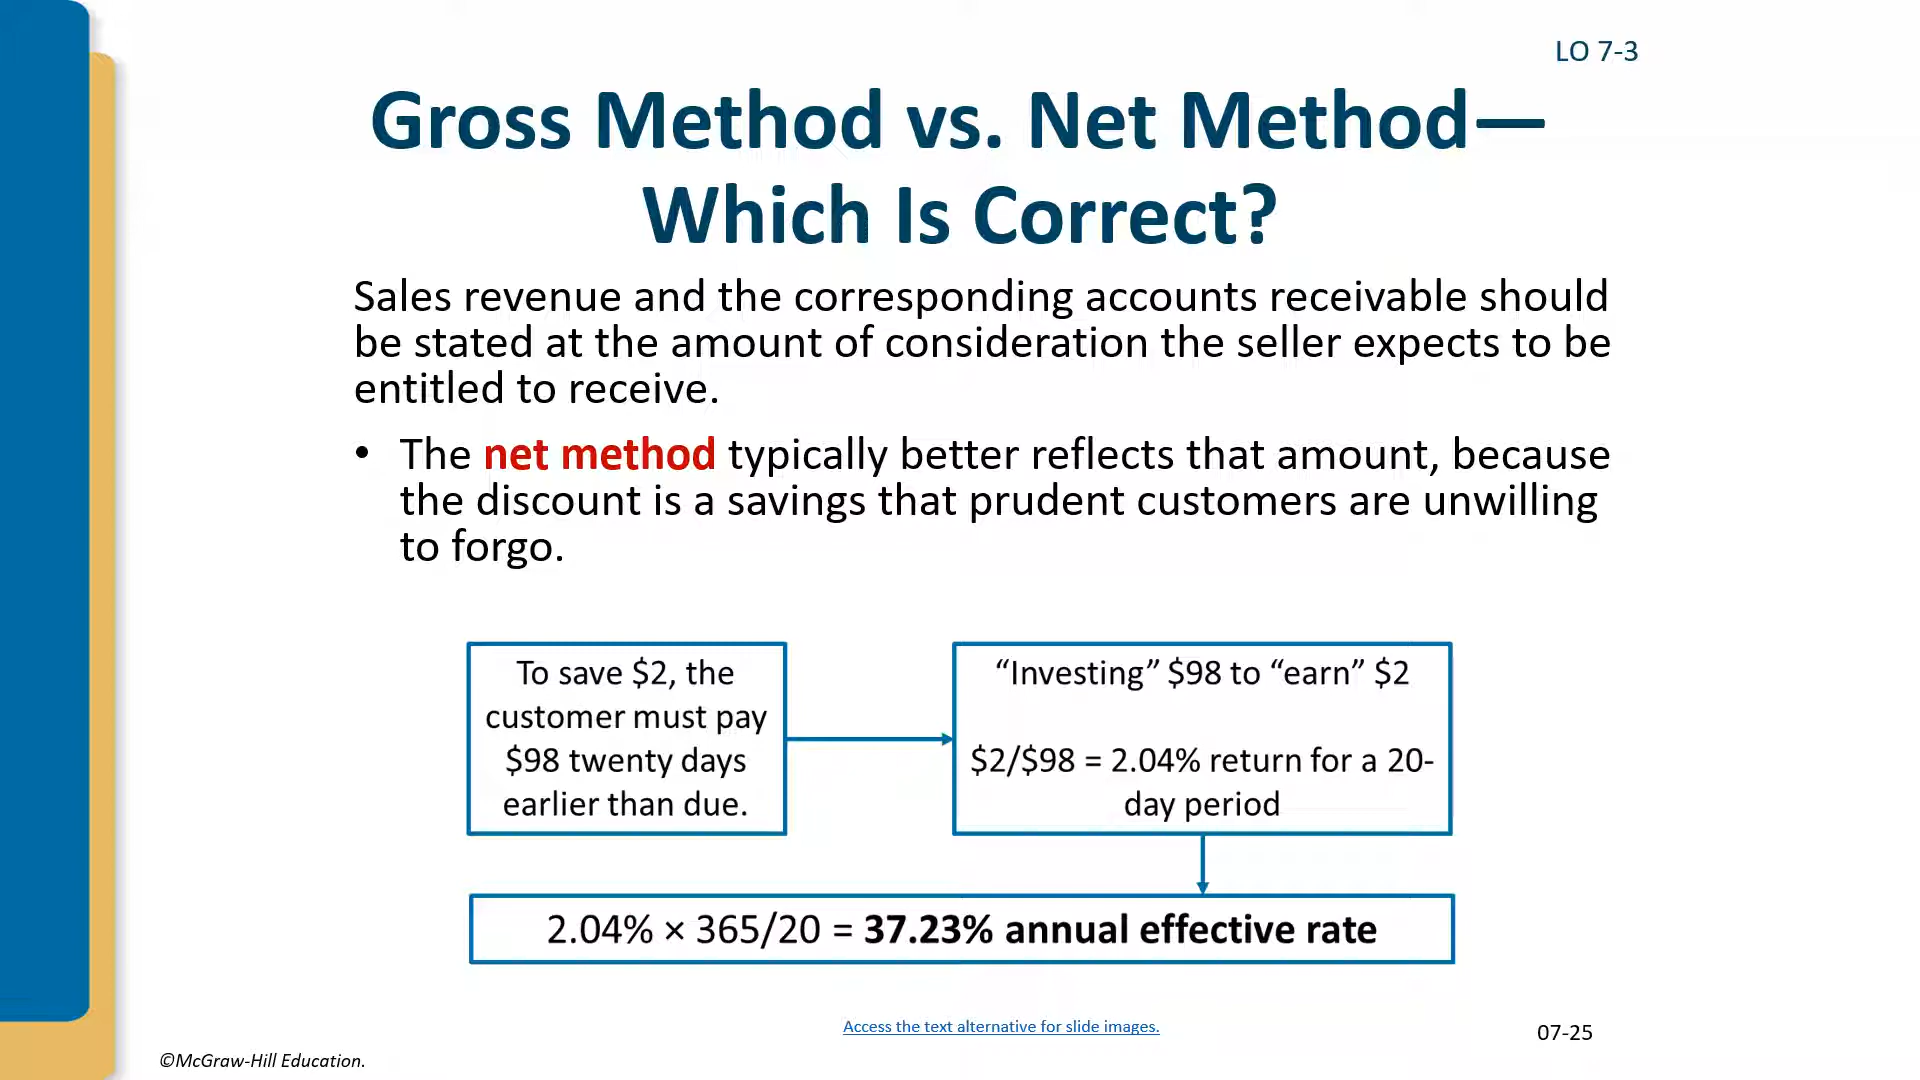 LO 7-3
Gross Method vs. Net Method—
Which Is Correct?
Sales revenue and the corresponding accounts receivable should
be stated at the amount of consideration the seller expects to be
entitled to receive.
• The net method typically better reflects that amount, because
the discount is a savings that prudent customers are unwilling
to forgo.
To save $2, the
customer must pay
$98 twenty days
earlier than due.
“Investing” $98 to “earn” $2
$2/$98 = 2.04% return for a 20-
day period
2.04% × 365/20 = 37.23% annual effective rate
Access the text alternative for slide images.
07-25
©McGraw-Hill Education.